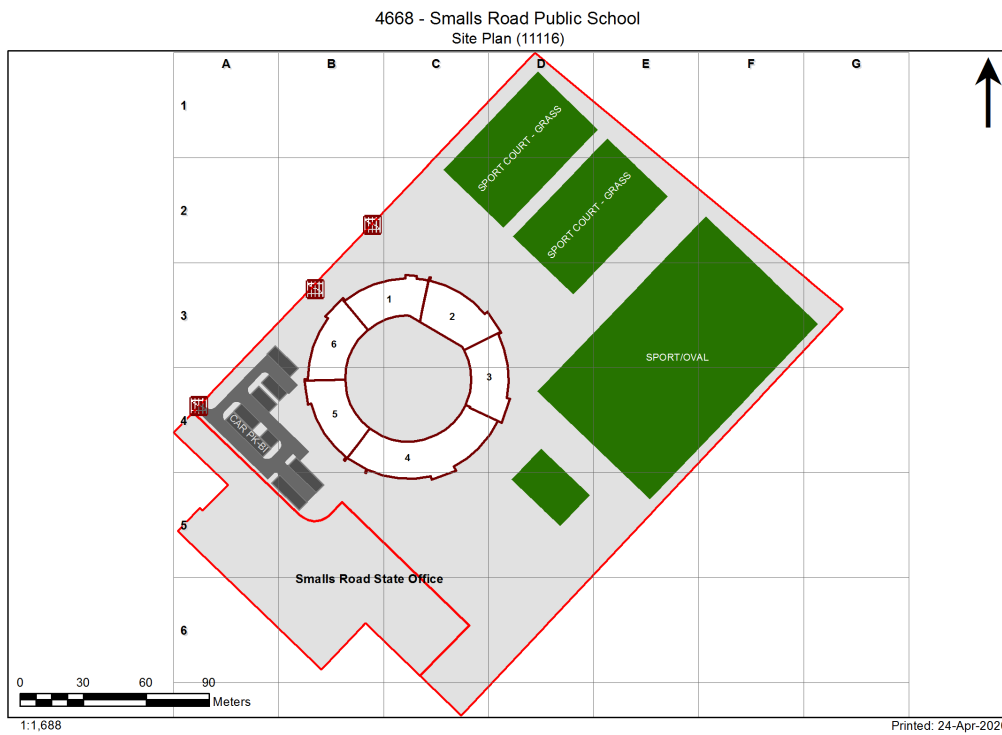 4668 - Smalls Road Public School
Site Plan (11116)
A B C D E F G
1
SPORT COURT - GRASS
2
SPORT COURT - GRASS
1
2
3
6
SPORT/OVAL
3
5
4
CAR PK-B
4
5
Smalls Road State Office
6
0 30 60 90
Meters
1:1,688
Printed: 24-Apr-202